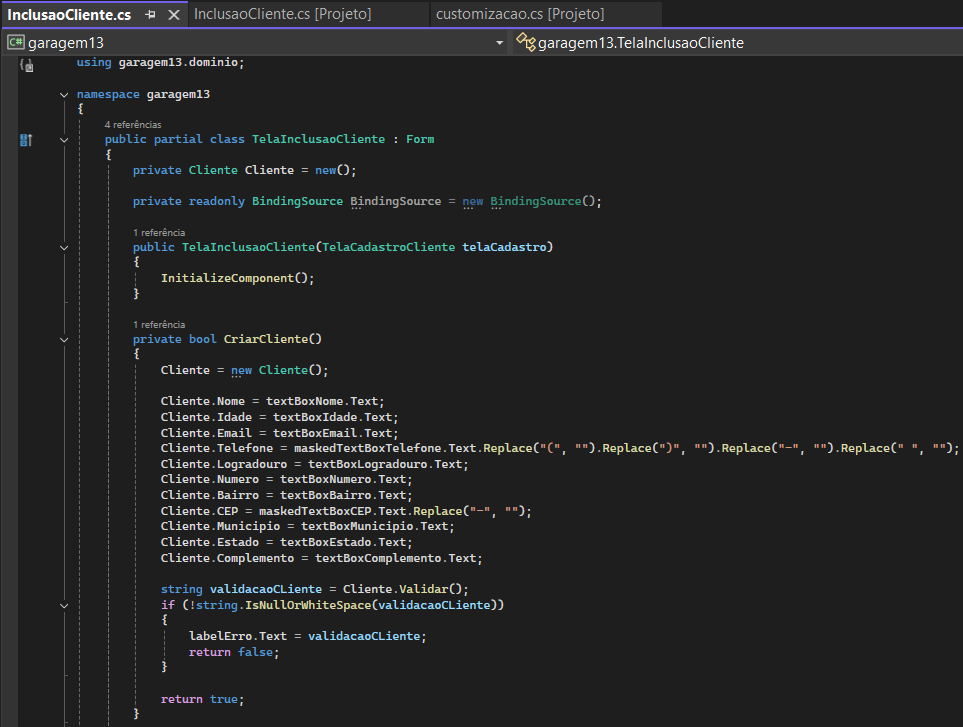 InclusaoCliente.cs InclusaoCliente.cs [Projeto] customizacao.cs [Projeto]
C# garagem13 garagem13.TelaInclusaoCliente
using garagem13.dominio;
namespace garagem13
{
4 referências
public partial class TelaInclusaoCliente : Form
{
private Cliente Cliente = new();
private readonly BindingSource BindingSource = new BindingSource();
1 referência
public TelaInclusaoCliente(TelaCadastroCliente telaCadastro)
{
InitializeComponent();
}
1 referência
private bool CriarCliente()
{
Cliente = new Cliente();
Cliente.Nome = textBoxNome.Text;
Cliente.Idade = textBoxIdade.Text;
Cliente.Email = textBoxEmail.Text;
Cliente.Telefone = maskedTextBoxTelefone.Text.Replace("(", "").Replace(")", "").Replace("-", "").Replace(" ", "");
Cliente.Logradouro = textBoxLogradouro.Text;
Cliente.Numero = textBoxNumero.Text;
Cliente.Bairro = textBoxBairro.Text;
Cliente.CEP = maskedTextBoxCEP.Text.Replace("-", "");
Cliente.Municipio = textBoxMunicipio.Text;
Cliente.Estado = textBoxEstado.Text;
Cliente.Complemento = textBoxComplemento.Text;
string validacaoCLiente = Cliente.Validar();
if (!string.IsNullOrWhiteSpace(validacaoCLiente))
{
labelErro.Text = validacaoCLiente;
return false;
}
return true;
}